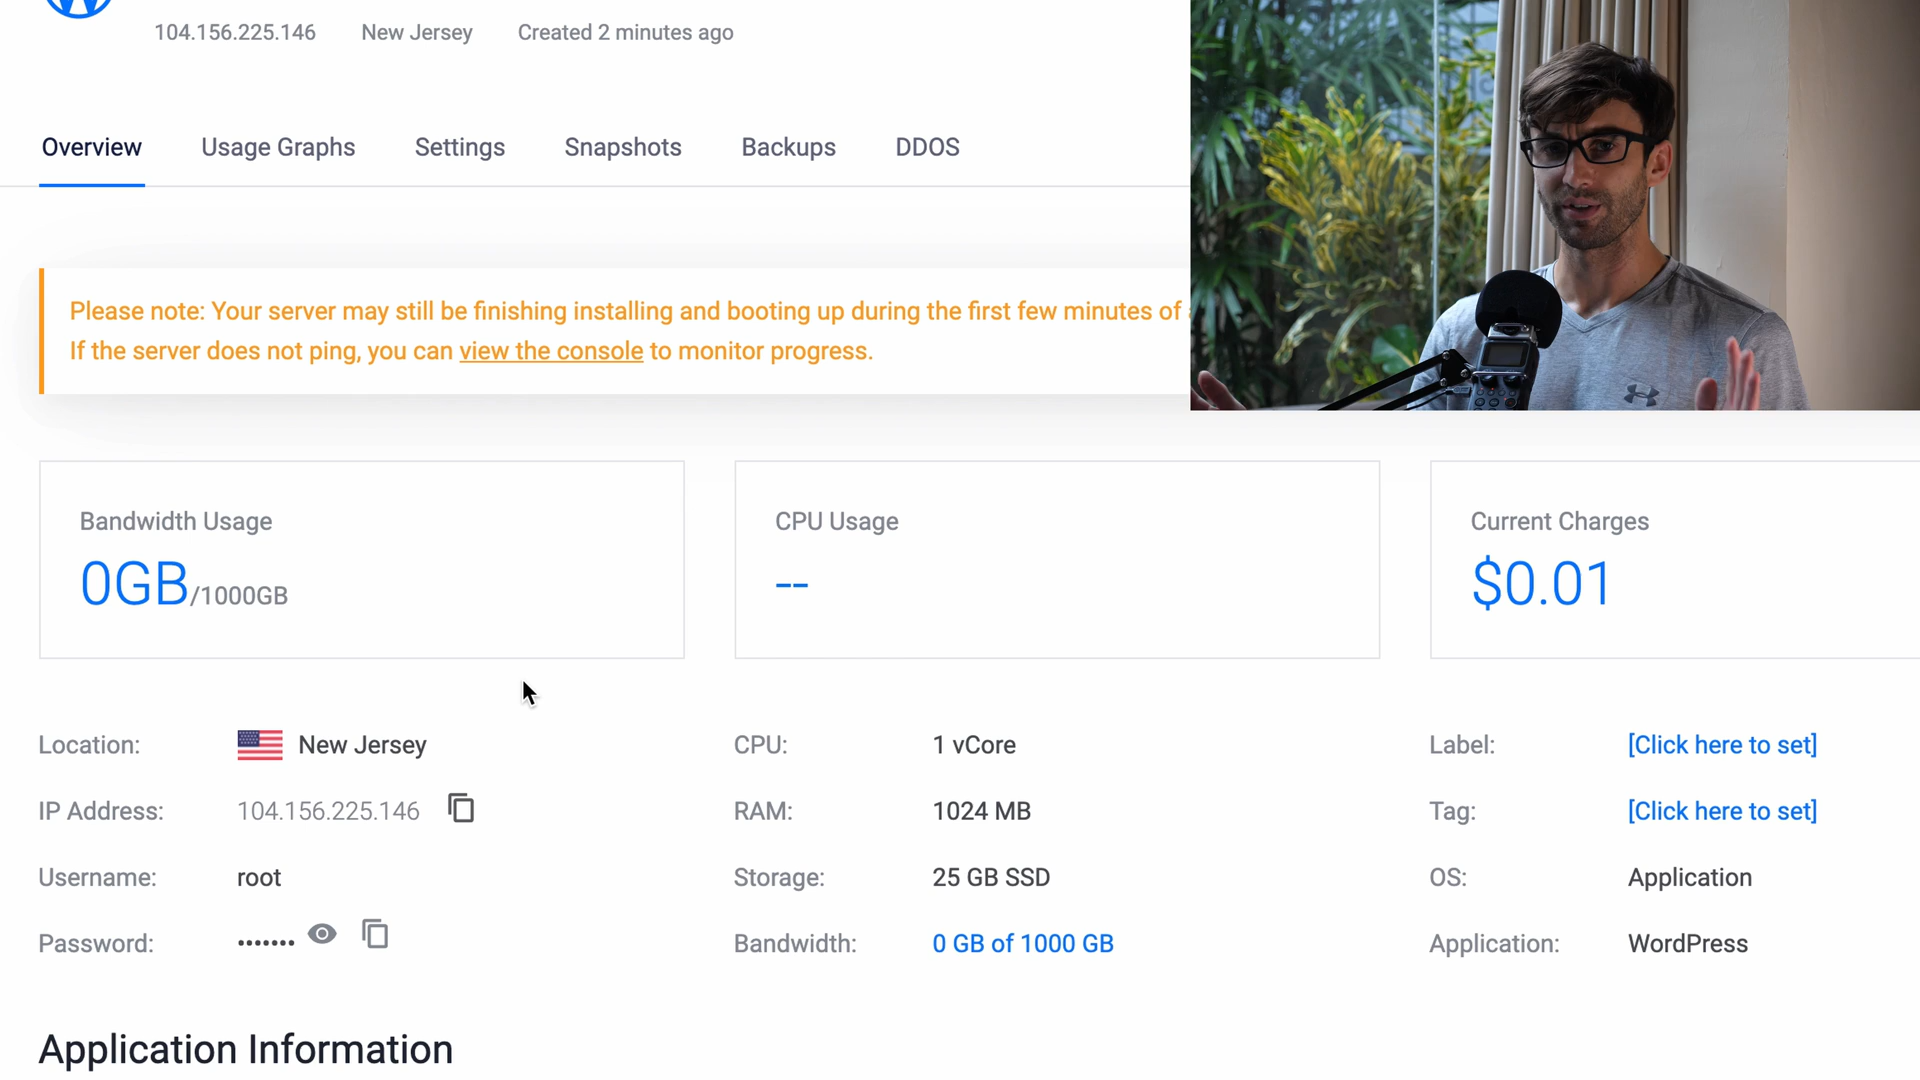 104.156.225.146 New Jersey Created 2 minutes ago
Overview Usage Graphs Settings Snapshots Backups DDOS
Please note: Your server may still be finishing installing and booting up during the first few minutes of
If the server does not ping, you can view the console to monitor progress.
Bandwidth Usage
0GB/1000GB
CPU Usage
--
Current Charges
$0.01
Location: New Jersey
IP Address: 104.156.225.146
Username: root
Password: •••••••
CPU: 1 vCore
RAM: 1024 MB
Storage: 25 GB SSD
Bandwidth: 0 GB of 1000 GB
Label: [Click here to set]
Tag: [Click here to set]
OS: Application
Application: WordPress
Application Information